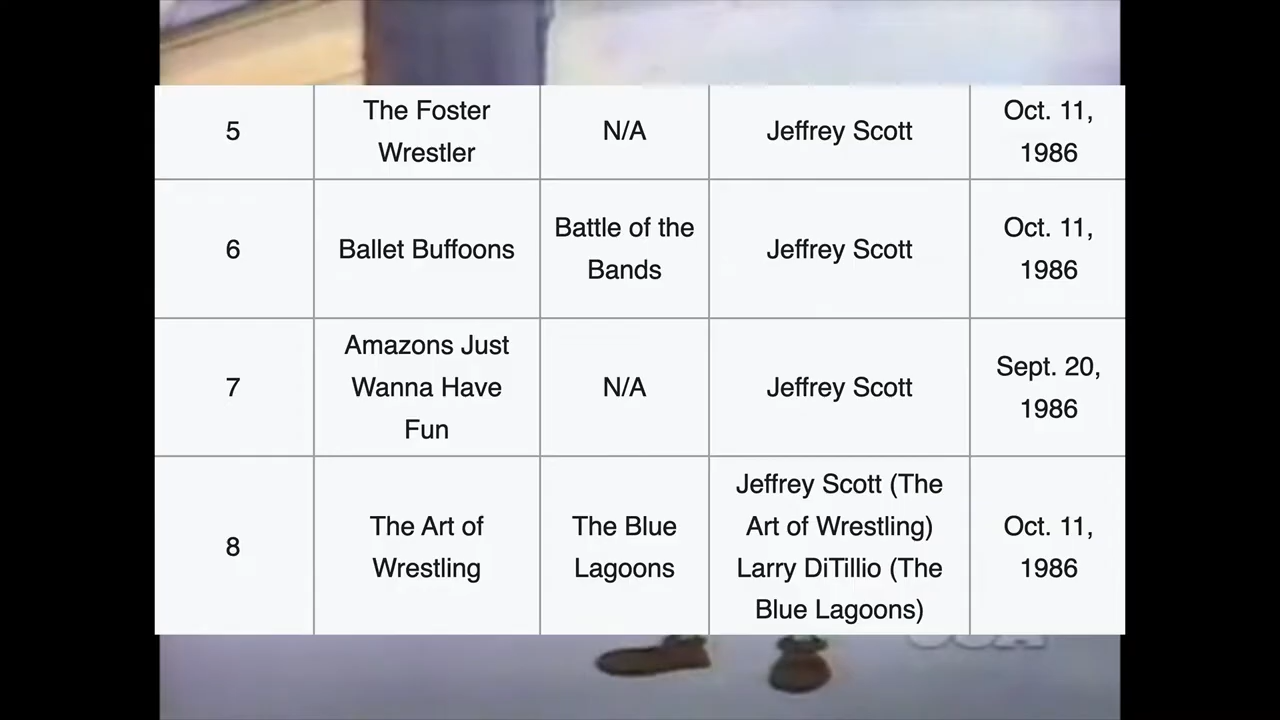 5
The Foster
Wrestler
N/A
Jeffrey Scott
Oct. 11,
1986
6
Ballet Buffoons
Battle of the
Bands
Jeffrey Scott
Oct. 11,
1986
7
Amazons Just
Wanna Have
Fun
N/A
Jeffrey Scott
Sept. 20,
1986
8
The Art of
Wrestling
The Blue
Lagoons
Jeffrey Scott (The
Art of Wrestling)
Larry DiTillio (The
Blue Lagoons)
Oct. 11,
1986